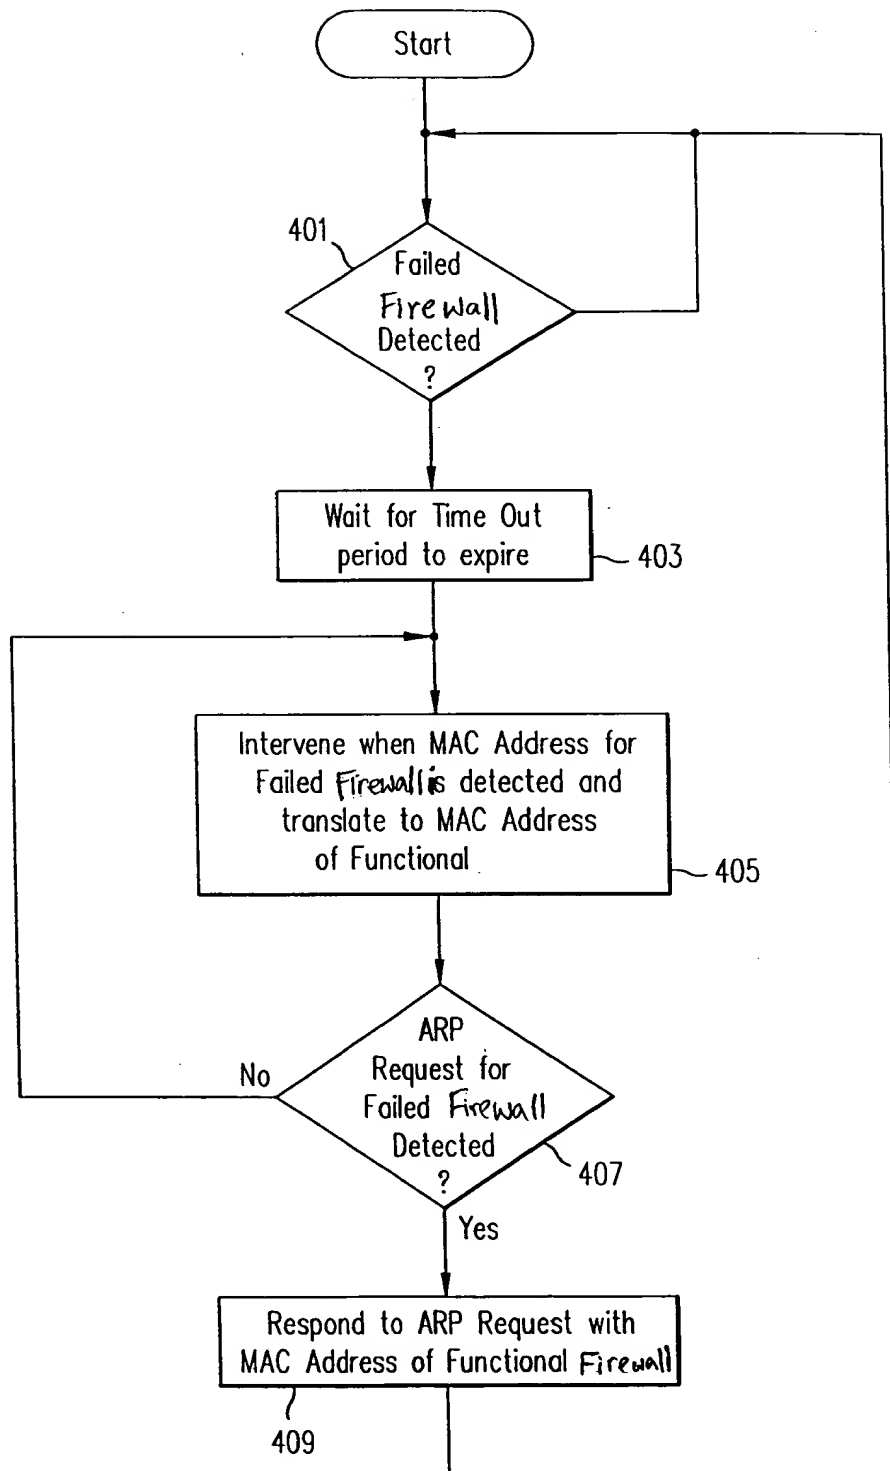 Start
401
Failed
Firewall
Detected
?
Wait for Time Out
period to expire
403
Intervene when MAC Address for
Failed Firewall is detected and
translate to MAC Address
of Functional
405
ARP
Request for
Failed Firewall
Detected
?
No
407
Yes
Respond to ARP Request with
MAC Address of Functional Firewall
409